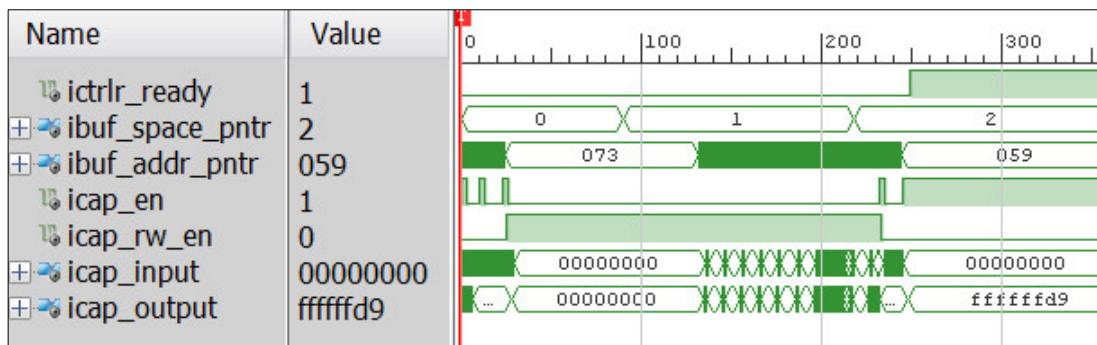 Name Value
0 100 200 300
ictrlr_ready 1
ibuf_space_pntr 2 0 1 2
ibuf_addr_pntr 059 073 059
icap_en 1
icap_rw_en 0
icap_input 00000000 00000000 00000000
icap_output ffffffd9 ... 00000000 ... ffffffd9